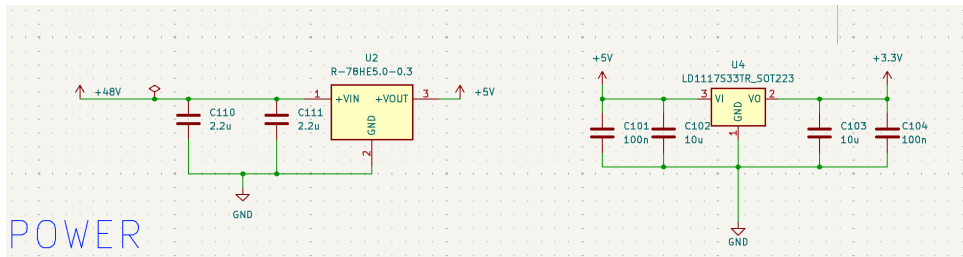 U2
R-78HE5.0-0.3
+48V
1
+VIN
+VOUT
3
+5V
C110
2.2u
C111
2.2u
GND
2
GND
+5V
U4
LD1117S33TR_SOT223
+3.3V
3
VI
VO
2
GND
1
C101
100n
C102
10u
C103
10u
C104
100n
GND
POWER